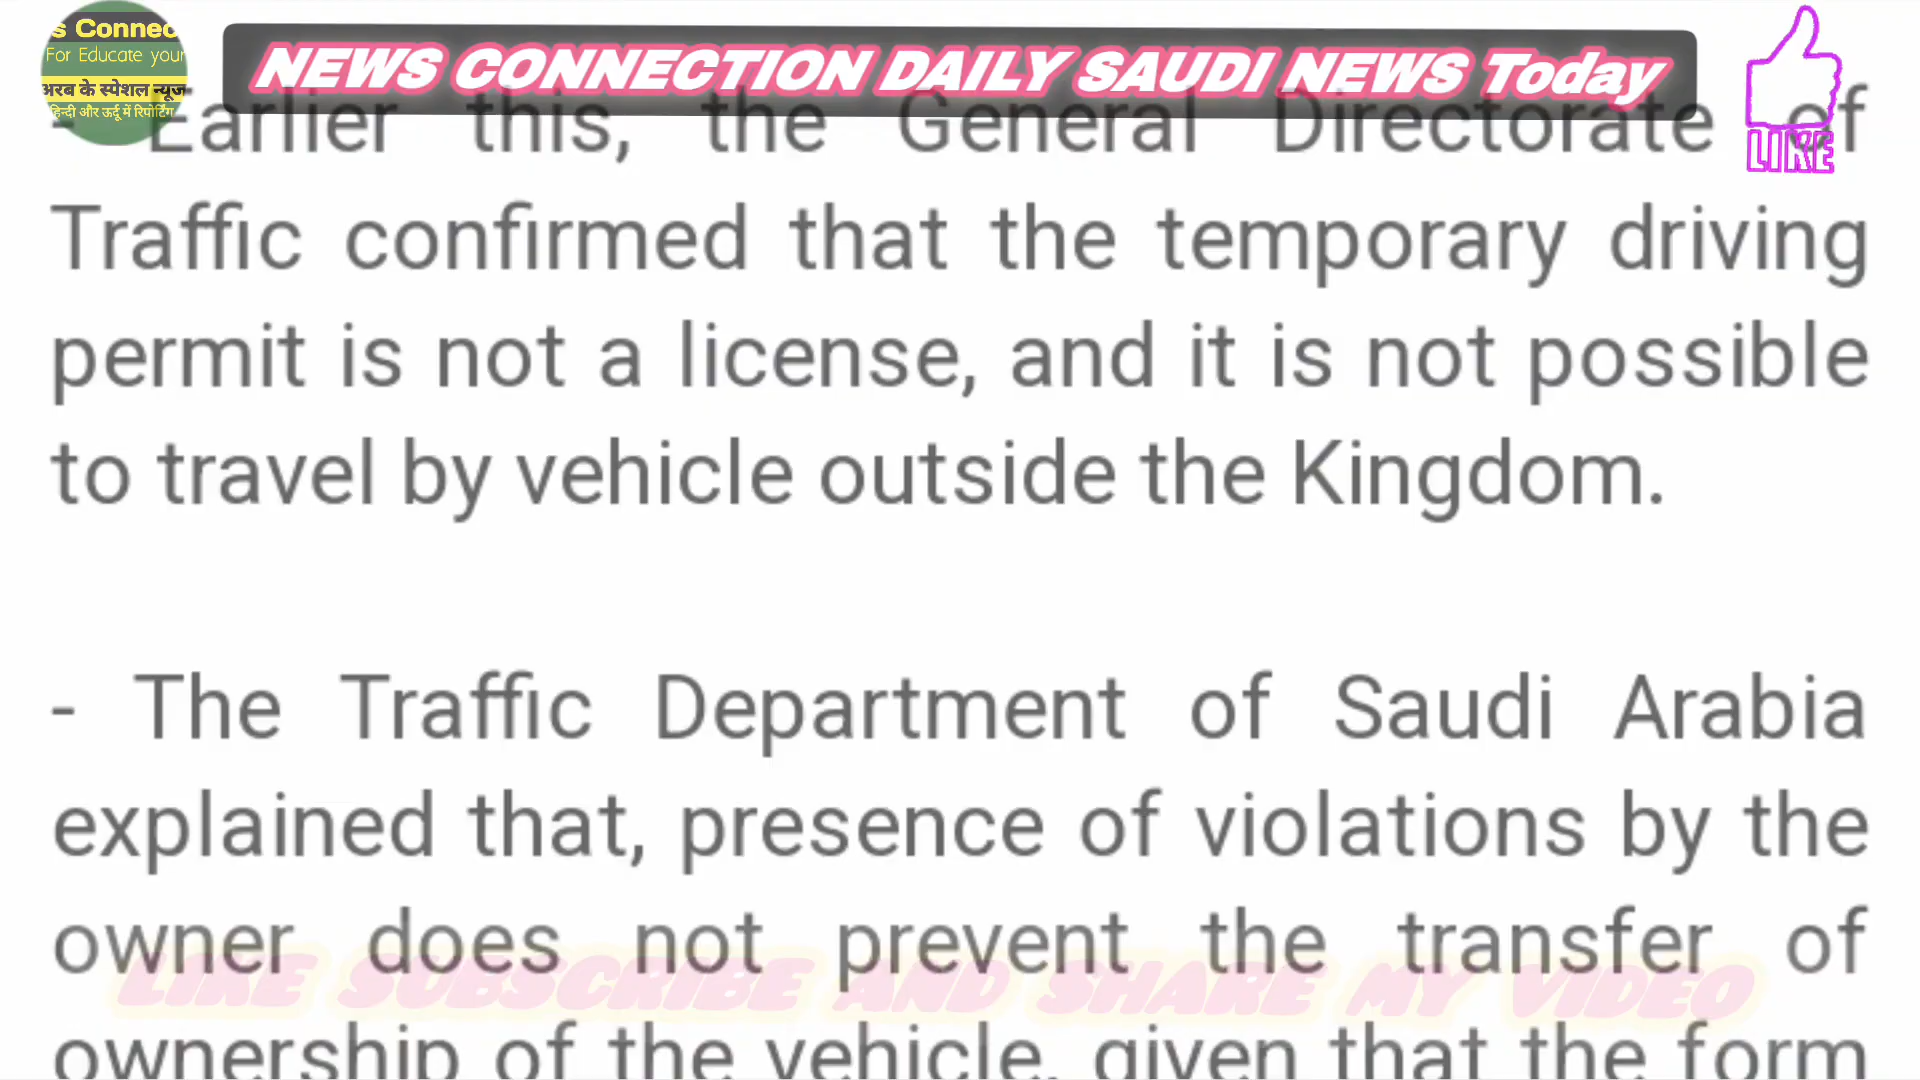 s Connec
For Educate your
अरब के स्पेशल न्यूज
हिन्दी और ऊर्दू में रिपोर्टिंग
NEWS CONNECTION DAILY SAUDI NEWS Today
LIKE
- Earlier this, the General Directorate of
Traffic confirmed that the temporary driving
permit is not a license, and it is not possible
to travel by vehicle outside the Kingdom.
- The Traffic Department of Saudi Arabia
explained that, presence of violations by the
owner does not prevent the transfer of
LIKE SUBSCRIBE AND SHARE MY VIDEO
ownership of the vehicle, given that the form